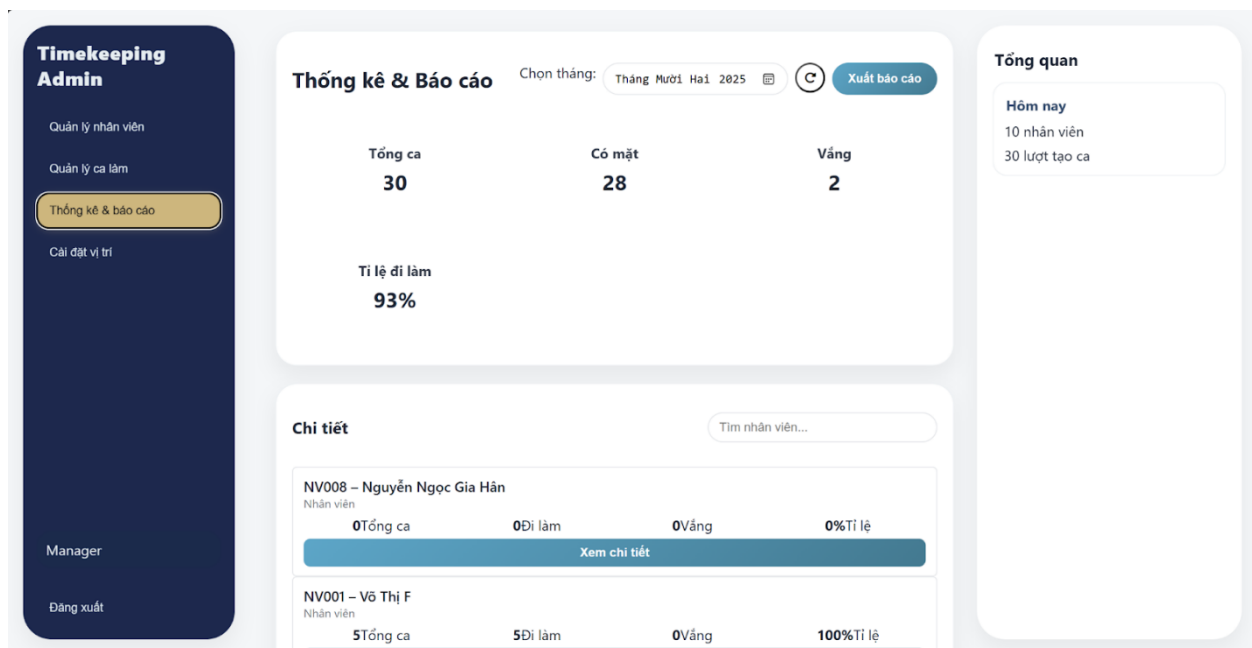 Timekeeping
Admin
Quản lý nhân viên
Quản lý ca làm
Thống kê & báo cáo
Cài đặt vị trí
Manager
Đăng xuất
Thống kê & Báo cáo
Chọn tháng:
Tháng Mười Hai 2025
Xuất báo cáo
Tổng ca
30
Có mặt
28
Vắng
2
Tỉ lệ đi làm
93%
Chi tiết
Tìm nhân viên...
NV008 – Nguyễn Ngọc Gia Hân
Nhân viên
0Tổng ca 0Đi làm 0Vắng 0%Tỉ lệ
Xem chi tiết
NV001 – Võ Thị F
Nhân viên
5Tổng ca 5Đi làm 0Vắng 100%Tỉ lệ
Tổng quan
Hôm nay
10 nhân viên
30 lượt tạo ca